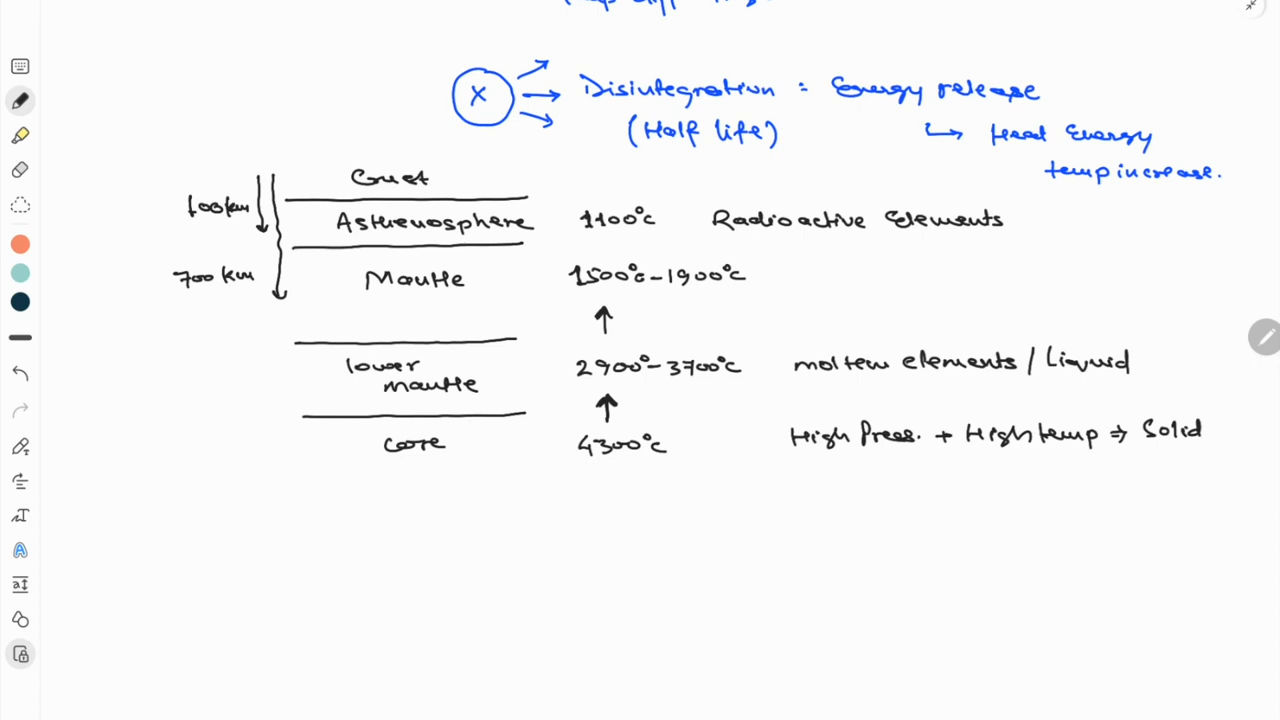 X Disintegration : Energy release
(Half life) ↳ Heat Energy
temp increase.
Crust
100km Asthenosphere 1100°c Radioactive Elements
700 km Mantle 1500°c - 1900°c
↑
lower mantle 2900° - 3700°c molten elements / Liquid
↑
Core 4300°c High Pres. + High temp ⇒ Solid